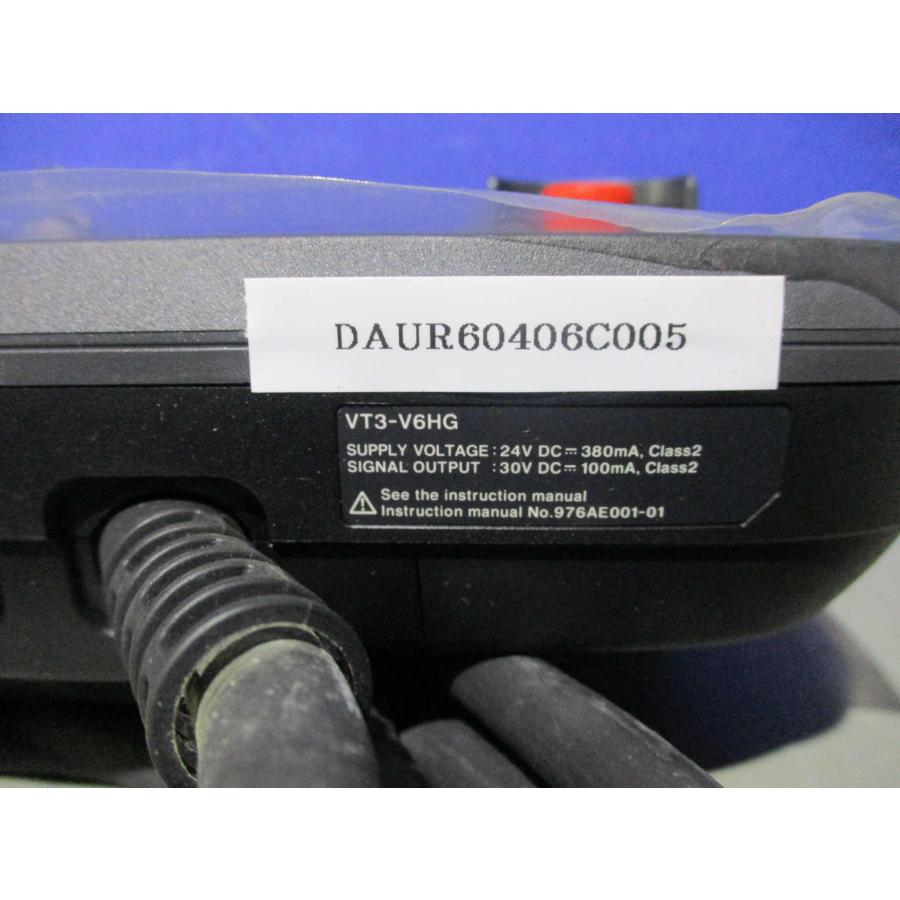 DAUR60406C005
VT3-V6HG
SUPPLY VOLTAGE : 24V DC⎓380mA, Class2
SIGNAL OUTPUT : 30V DC⎓100mA, Class2
See the instruction manual
Instruction manual No.976AE001-01